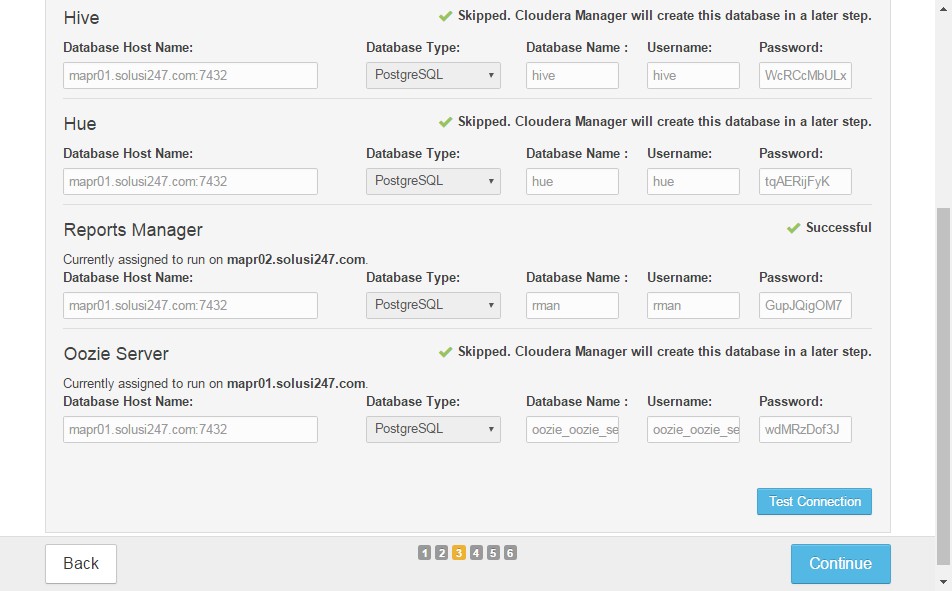 Hive
Skipped. Cloudera Manager will create this database in a later step.
Database Host Name: Database Type: Database Name : Username: Password:
mapr01.solusi247.com:7432 PostgreSQL hive hive WcRCcMbULx
Hue
Skipped. Cloudera Manager will create this database in a later step.
Database Host Name: Database Type: Database Name : Username: Password:
mapr01.solusi247.com:7432 PostgreSQL hue hue tqAERijFyK
Reports Manager
Successful
Currently assigned to run on mapr02.solusi247.com.
Database Host Name: Database Type: Database Name : Username: Password:
mapr01.solusi247.com:7432 PostgreSQL rman rman GupJQigOM7
Oozie Server
Skipped. Cloudera Manager will create this database in a later step.
Currently assigned to run on mapr01.solusi247.com.
Database Host Name: Database Type: Database Name : Username: Password:
mapr01.solusi247.com:7432 PostgreSQL oozie_oozie_se oozie_oozie_se wdMRzDof3J
Test Connection
Back 1 2 3 4 5 6 Continue